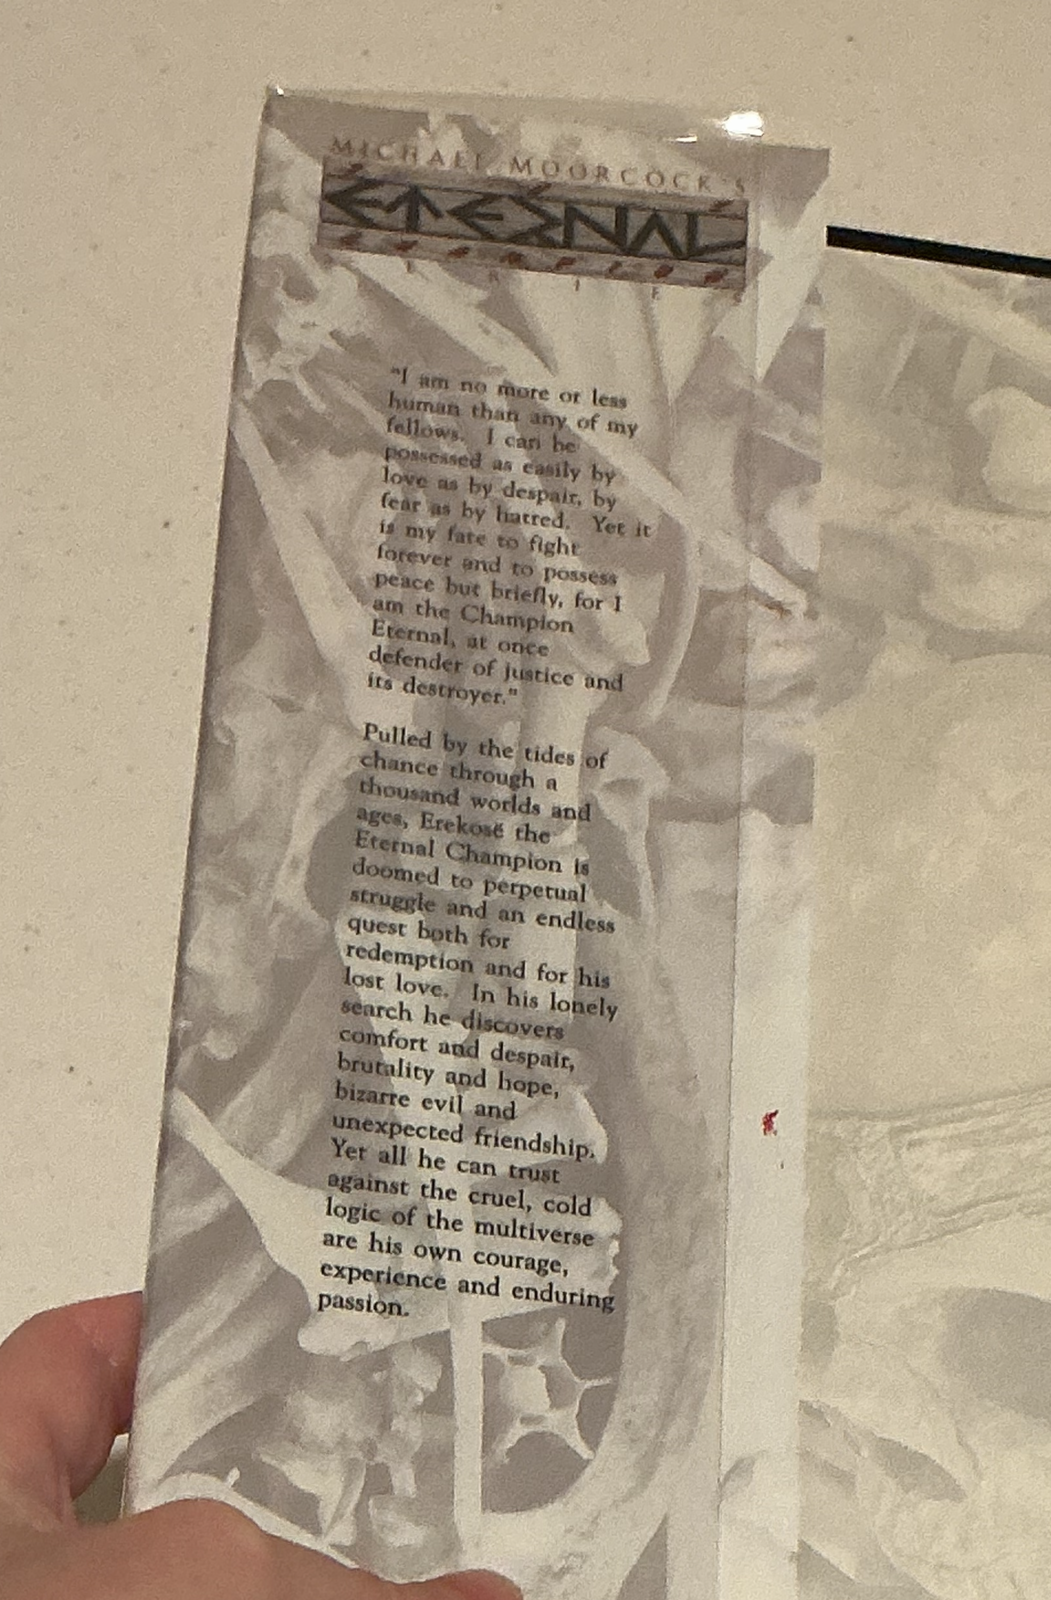 MICHAEL MOORCOCK'S
ETERNAL
CHAMPION
SERIES
"I am no more or less
human than any of my
fellows. I can be
possessed as easily by
love as by despair, by
fear as by hatred. Yet it
is my fate to fight
forever and to possess
peace but briefly, for I
am the Champion
Eternal, at once
defender of justice and
its destroyer."
Pulled by the tides of
chance through a
thousand worlds and
ages, Erekosë the
Eternal Champion is
doomed to perpetual
struggle and an endless
quest both for
redemption and for his
lost love. In his lonely
search he discovers
comfort and despair,
brutality and hope,
bizarre evil and
unexpected friendship.
Yet all he can trust
against the cruel, cold
logic of the multiverse
are his own courage,
experience and enduring
passion.